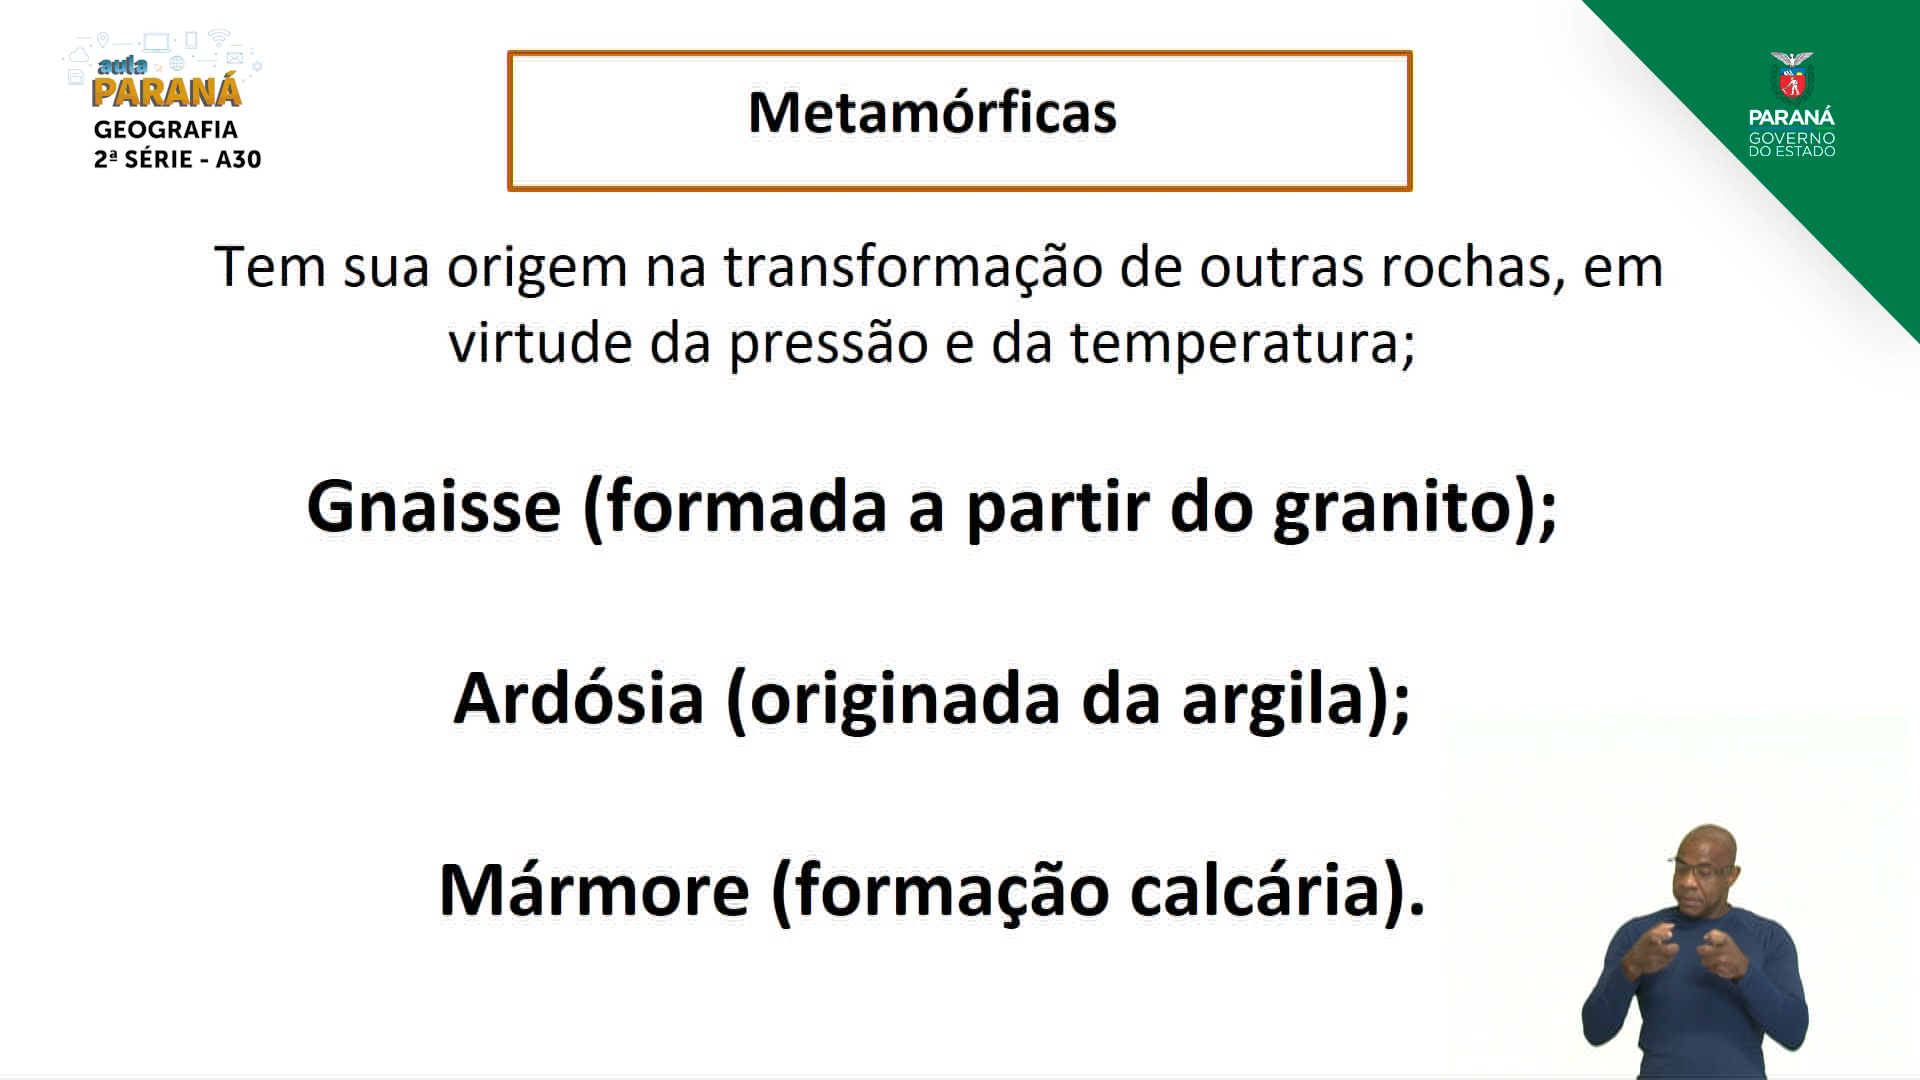 aula
PARANÁ
GEOGRAFIA
2ª SÉRIE - A30
Metamórficas
PARANÁ
GOVERNO
DO ESTADO
Tem sua origem na transformação de outras rochas, em
virtude da pressão e da temperatura;
Gnaisse (formada a partir do granito);
Ardósia (originada da argila);
Mármore (formação calcária).